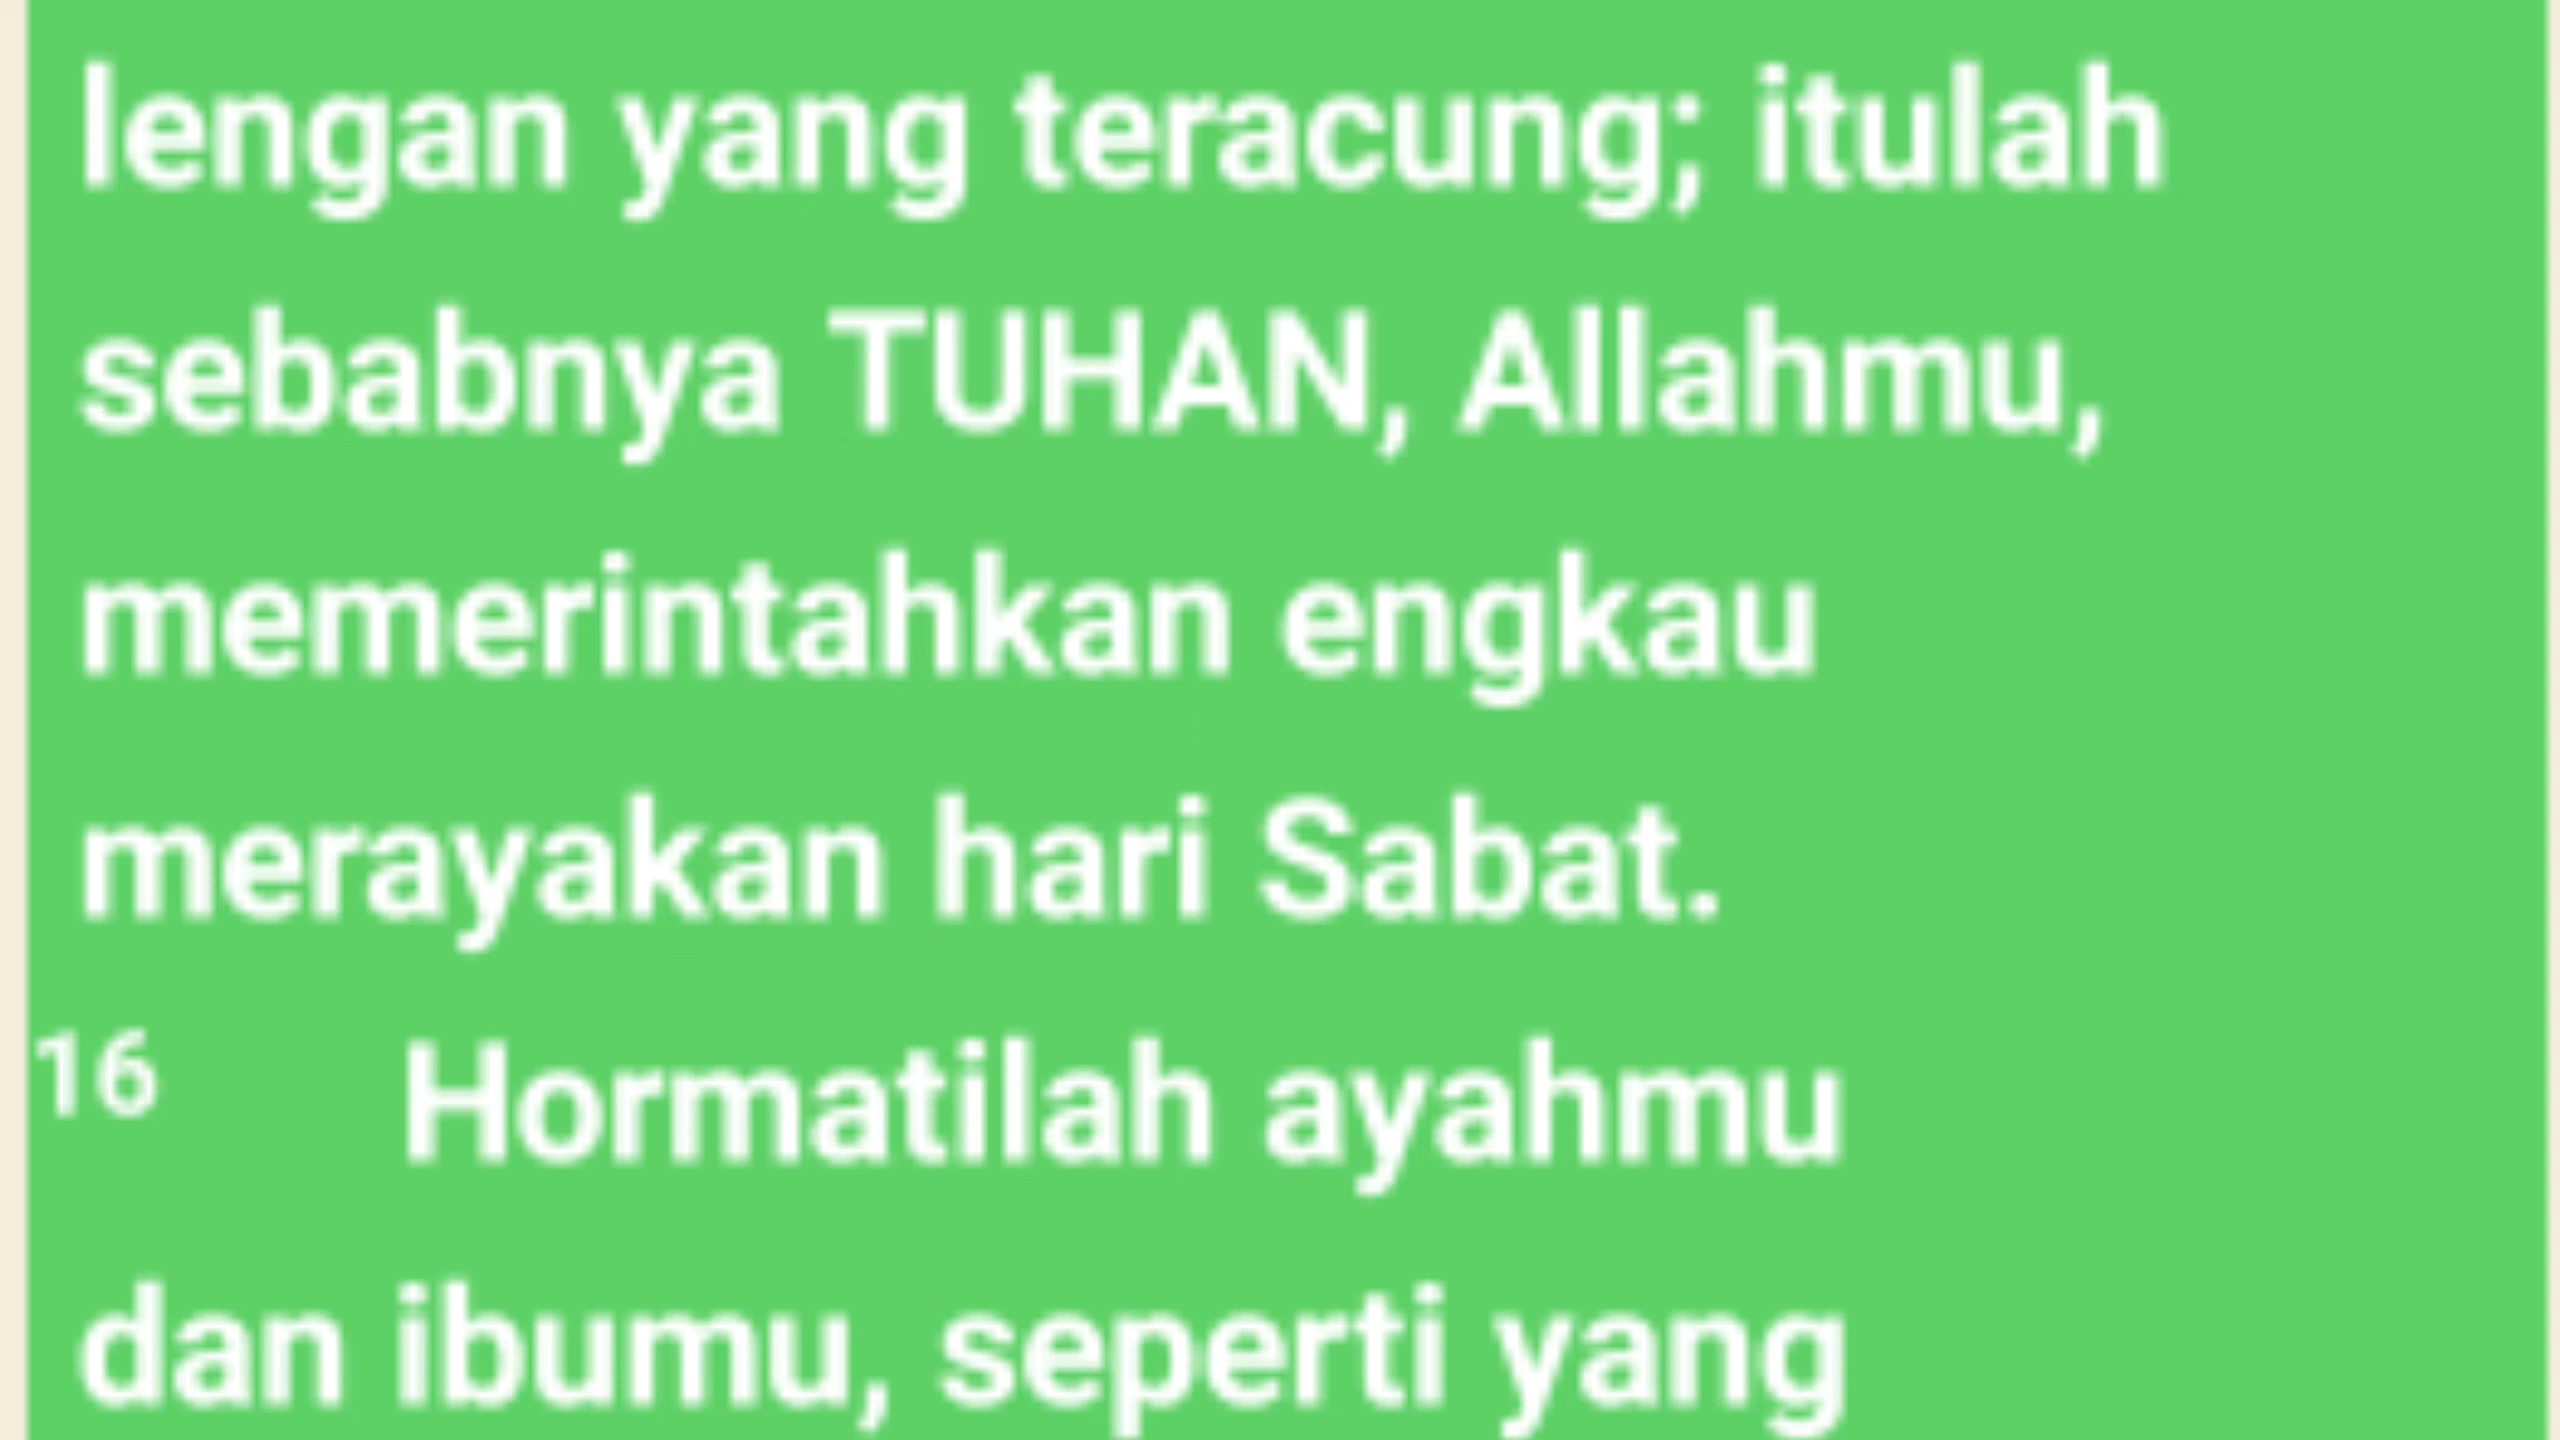 lengan yang teracung; itulah
sebabnya TUHAN, Allahmu,
memerintahkan engkau
merayakan hari Sabat.
16 Hormatilah ayahmu
dan ibumu, seperti yang